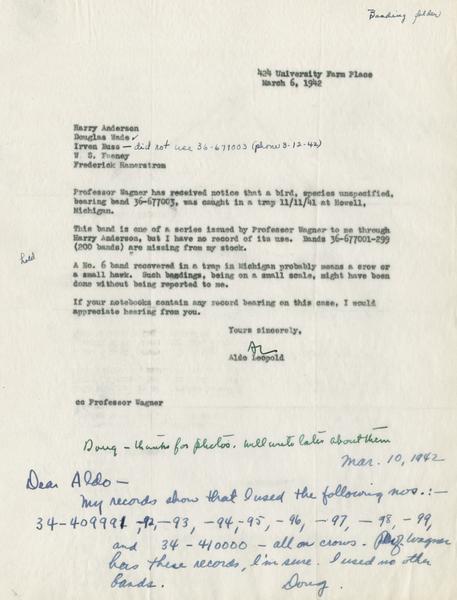 Banding folder
424 University Farm Place
March 6, 1942
Harry Anderson
Douglas Wade ✓
Irven Buss — did not use 36-677003 (phone 3-12-42)
W. S. Feeney
Frederick Hamerstrom
Professor Wagner has received notice that a bird, species unspecified,
bearing band 36-677003, was caught in a trap 11/11/41 at Howell,
Michigan.
This band is one of a series issued by Professor Wagner to me through
Harry Anderson, but I have no record of its use. Bands 36-677001-299
(200 bands) are missing from my stock.
hold
A No. 6 band recovered in a trap in Michigan probably means a crow or
a small hawk. Such bandings, being on a small scale, might have been
done without being reported to me.
If your notebooks contain any record bearing on this case, I would
appreciate hearing from you.
Yours sincerely,
AL
Aldo Leopold
cc Professor Wagner
Doug - thanks for photos. Will write later about them
Mar. 10, 1942
Dear Aldo —
My records show that I used the following nos. :-
34-409991, -92, -93, -94, -95, -96, -97, -98, -99,
and 34-410000 - all on crows. Prof Wagner
has these records, I'm sure. I used no other
bands. Doug.